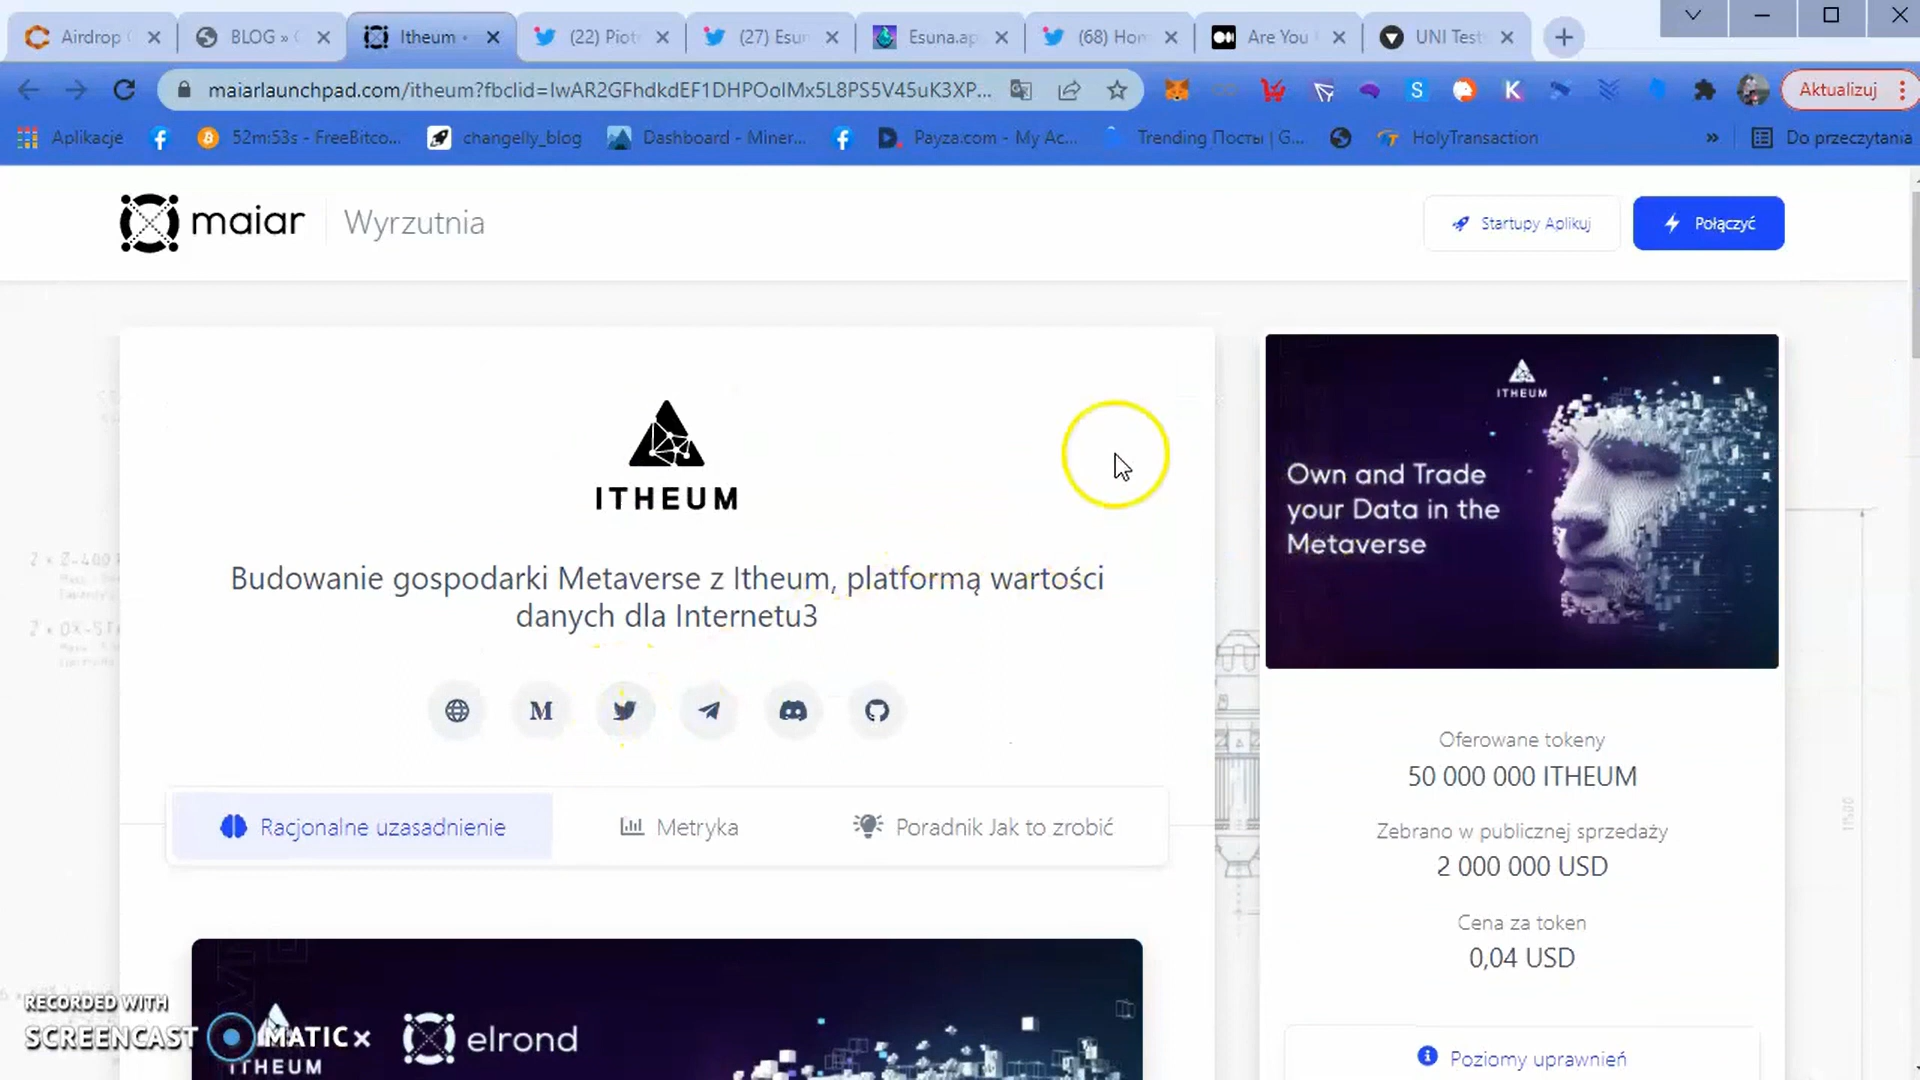 Airdrop
BLOG »
Itheum •
(22) Piot
(27) Esun
Esuna.ap
(68) Hom
Are You
UNI Test
maiarlaunchpad.com/itheum?fbclid=IwAR2GFhdkdEF1DHPOoIMx5L8PS5V45uK3XP...
Aktualizuj
Aplikacje
52m:53s - FreeBitco...
changelly_blog
Dashboard - Miner...
Payza.com - My Ac...
Trending Посты | G...
HolyTransaction
»
Do przeczytania
maiar
Wyrzutnia
Startupy Aplikuj
Połączyć
ITHEUM
Budowanie gospodarki Metaverse z Itheum, platformą wartości
danych dla Internetu3
Racjonalne uzasadnienie
Metryka
Poradnik Jak to zrobić
ITHEUM
Own and Trade
your Data in the
Metaverse
Oferowane tokeny
50 000 000 ITHEUM
Zebrano w publicznej sprzedaży
2 000 000 USD
Cena za token
0,04 USD
Poziomy uprawnień
ITHEUM
elrond
RECORDED WITH
SCREENCAST MATIC